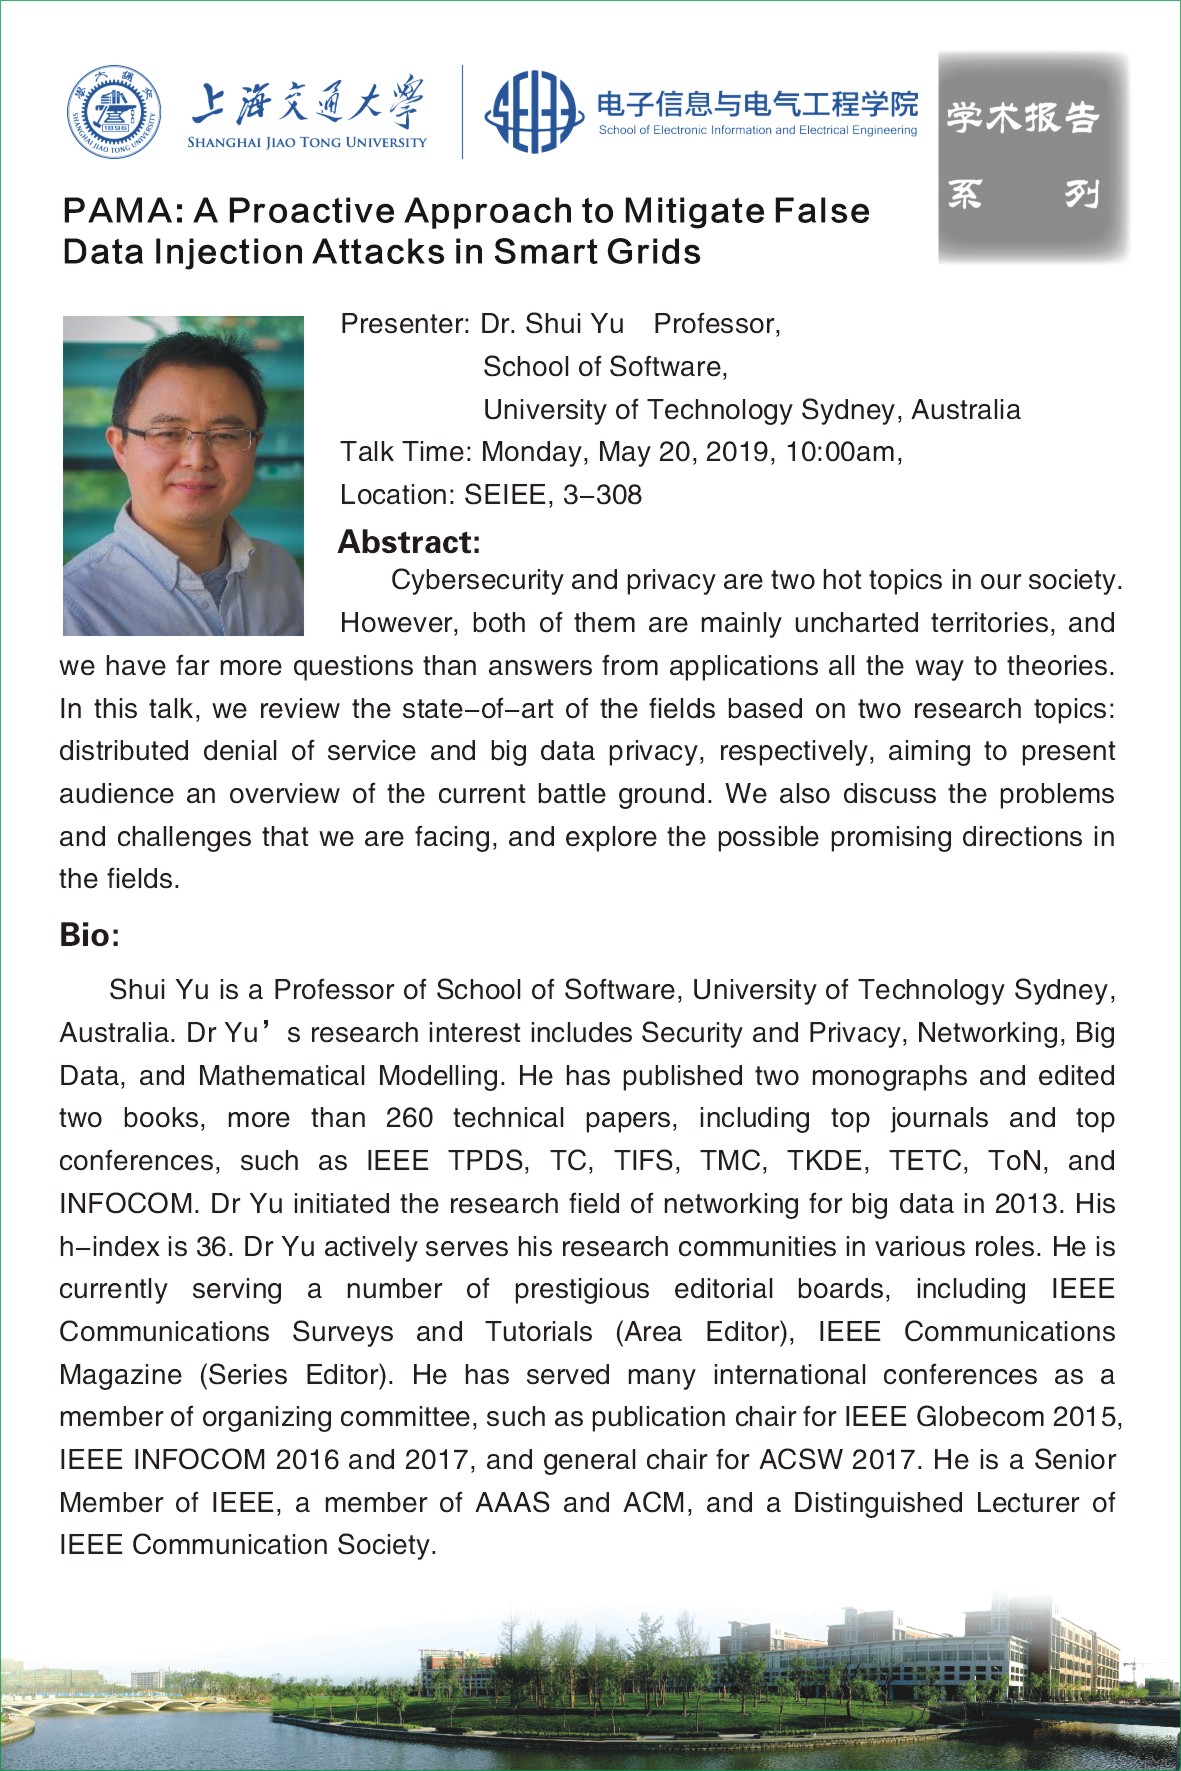 上海交通大学
SHANGHAI JIAO TONG UNIVERSITY
SHANGHAI JIAO TONG UNIVERSITY
1896
SEIEE
电子信息与电气工程学院
School of Electronic Information and Electrical Engineering
学术报告
系 列
PAMA: A Proactive Approach to Mitigate False
Data Injection Attacks in Smart Grids
Presenter: Dr. Shui Yu Professor,
School of Software,
University of Technology Sydney, Australia
Talk Time: Monday, May 20, 2019, 10:00am,
Location: SEIEE, 3-308
Abstract:
Cybersecurity and privacy are two hot topics in our society.
However, both of them are mainly uncharted territories, and
we have far more questions than answers from applications all the way to theories.
In this talk, we review the state-of-art of the fields based on two research topics:
distributed denial of service and big data privacy, respectively, aiming to present
audience an overview of the current battle ground. We also discuss the problems
and challenges that we are facing, and explore the possible promising directions in
the fields.
Bio:
Shui Yu is a Professor of School of Software, University of Technology Sydney,
Australia. Dr Yu’s research interest includes Security and Privacy, Networking, Big
Data, and Mathematical Modelling. He has published two monographs and edited
two books, more than 260 technical papers, including top journals and top
conferences, such as IEEE TPDS, TC, TIFS, TMC, TKDE, TETC, ToN, and
INFOCOM. Dr Yu initiated the research field of networking for big data in 2013. His
h-index is 36. Dr Yu actively serves his research communities in various roles. He is
currently serving a number of prestigious editorial boards, including IEEE
Communications Surveys and Tutorials (Area Editor), IEEE Communications
Magazine (Series Editor). He has served many international conferences as a
member of organizing committee, such as publication chair for IEEE Globecom 2015,
IEEE INFOCOM 2016 and 2017, and general chair for ACSW 2017. He is a Senior
Member of IEEE, a member of AAAS and ACM, and a Distinguished Lecturer of
IEEE Communication Society.